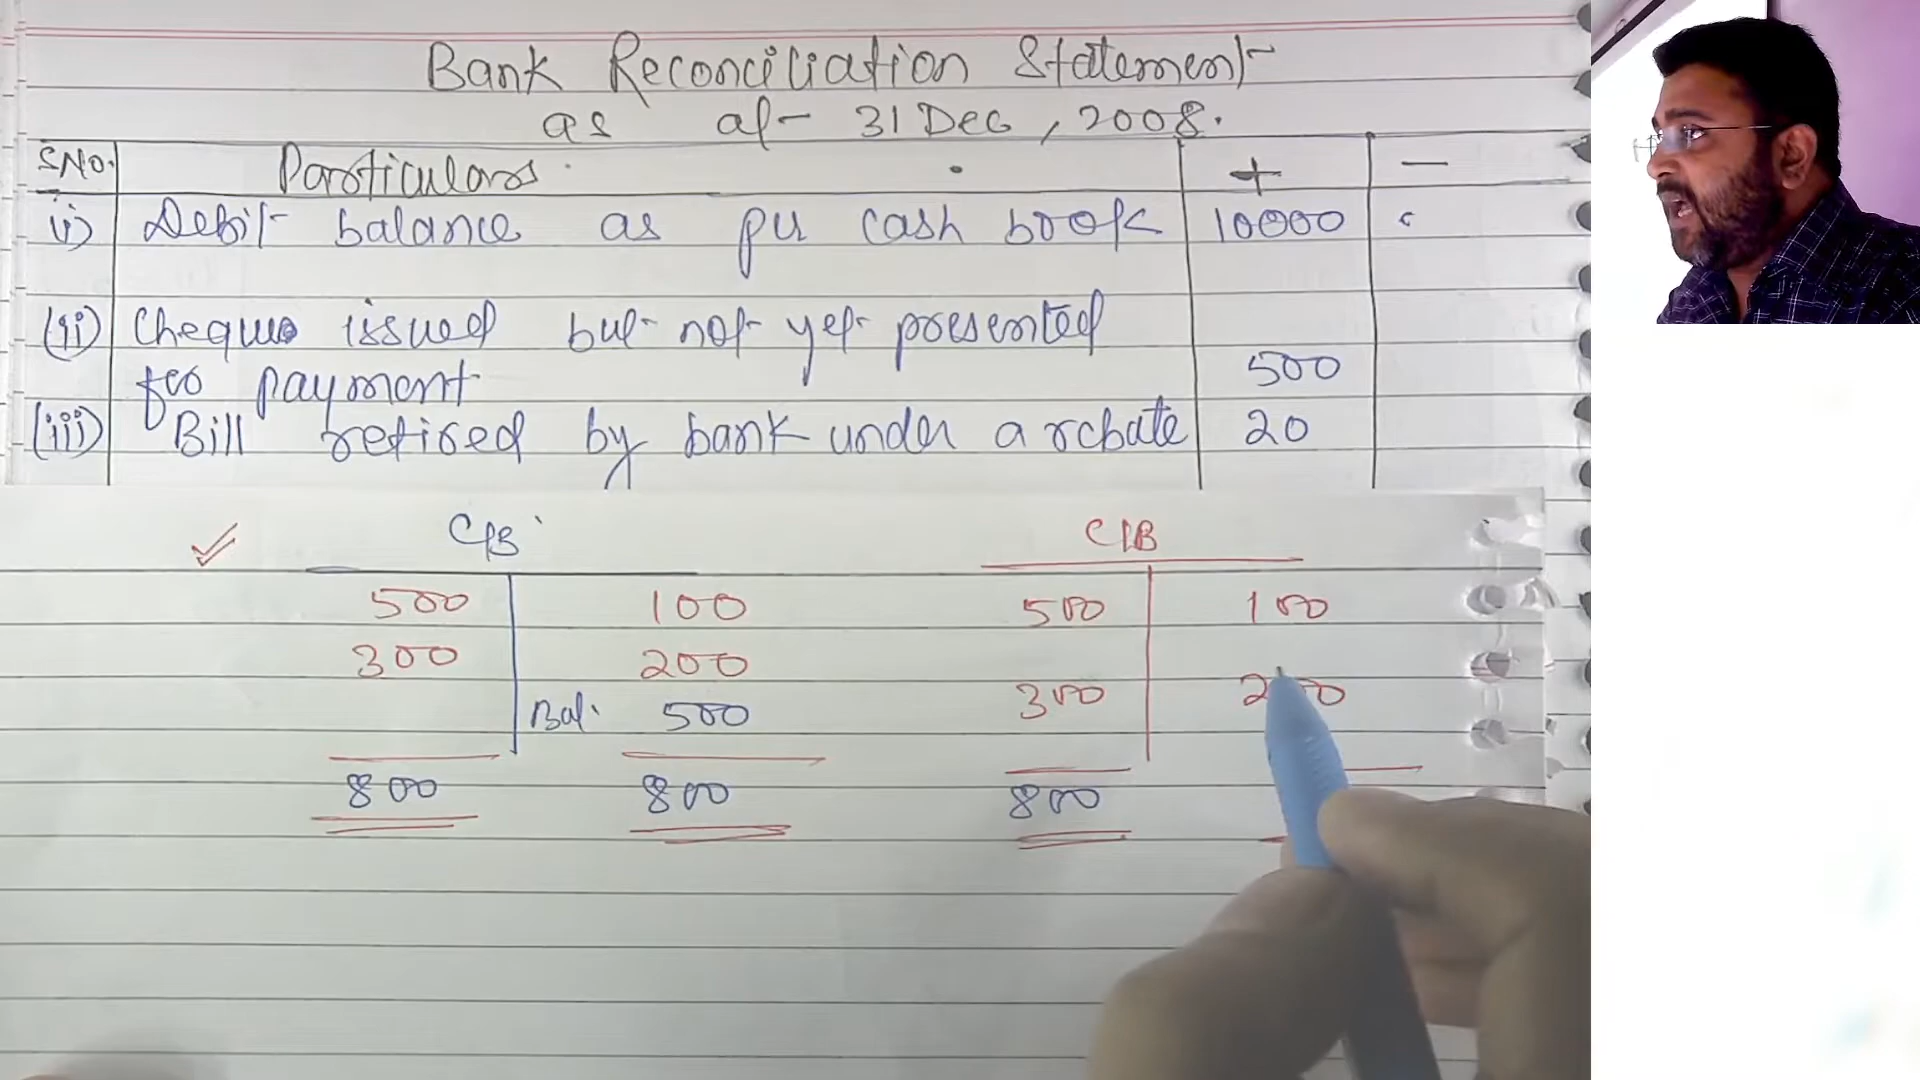 Bank Reconciliation Statement
as at 31 Dec, 2008.
S.No. Particulars. + -
(i) Debit balance as per cash book 10000
(ii) Cheques issued but not yet presented
for payment 500
(iii) Bill retired by bank under a rebate 20
C/B C/B
500 100 500 100
300 200
300
Bal. 500
800 800 800